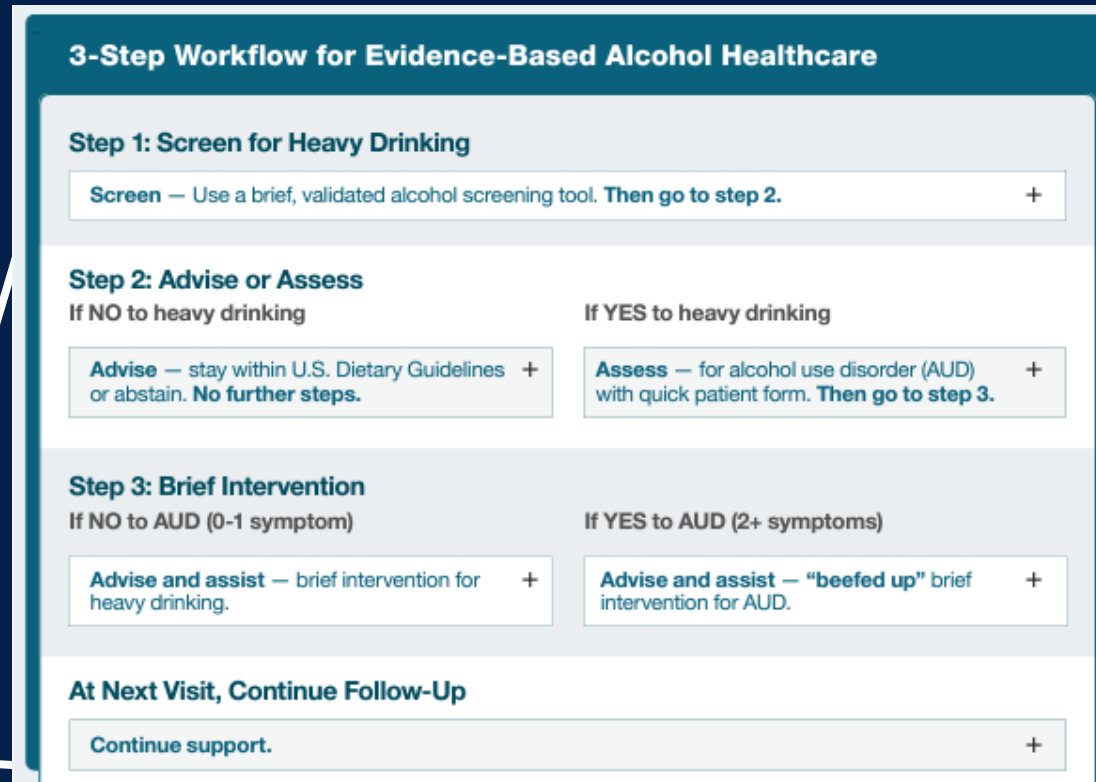 3-Step Workflow for Evidence-Based Alcohol Healthcare
Step 1: Screen for Heavy Drinking
Screen — Use a brief, validated alcohol screening tool. Then go to step 2. +
Step 2: Advise or Assess
If NO to heavy drinking
Advise — stay within U.S. Dietary Guidelines +
or abstain. No further steps.
If YES to heavy drinking
Assess — for alcohol use disorder (AUD) +
with quick patient form. Then go to step 3.
Step 3: Brief Intervention
If NO to AUD (0-1 symptom)
Advise and assist — brief intervention for +
heavy drinking.
If YES to AUD (2+ symptoms)
Advise and assist — “beefed up” brief +
intervention for AUD.
At Next Visit, Continue Follow-Up
Continue support. +